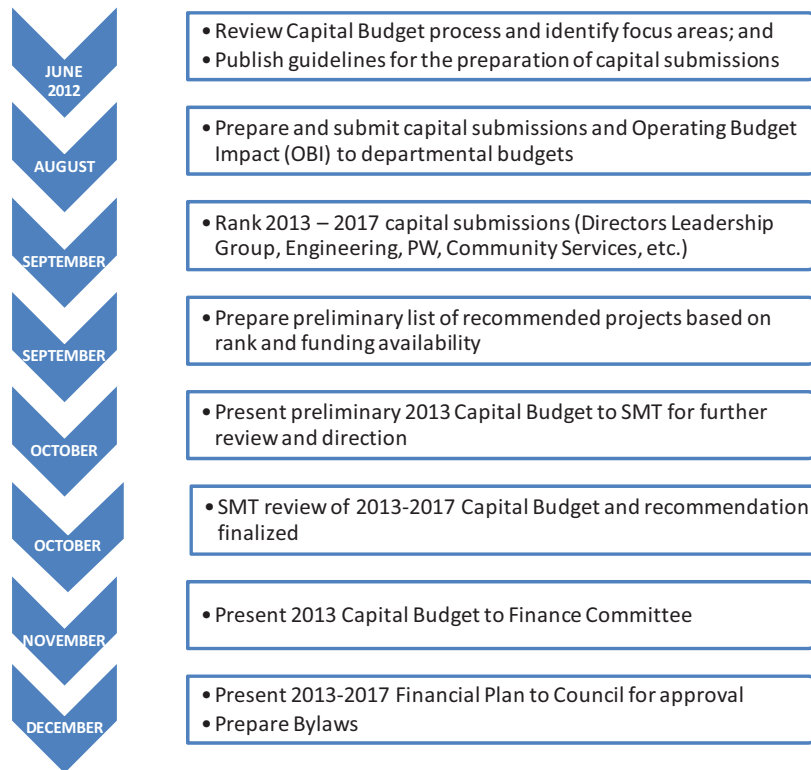 JUNE
2012
• Review Capital Budget process and identify focus areas; and
• Publish guidelines for the preparation of capital submissions
AUGUST
• Prepare and submit capital submissions and Operating Budget
Impact (OBI) to departmental budgets
SEPTEMBER
• Rank 2013 – 2017 capital submissions (Directors Leadership
Group, Engineering, PW, Community Services, etc.)
SEPTEMBER
• Prepare preliminary list of recommended projects based on
rank and funding availability
OCTOBER
• Present preliminary 2013 Capital Budget to SMT for further
review and direction
OCTOBER
• SMT review of 2013-2017 Capital Budget and recommendation
finalized
NOVEMBER
• Present 2013 Capital Budget to Finance Committee
DECEMBER
• Present 2013-2017 Financial Plan to Council for approval
• Prepare Bylaws